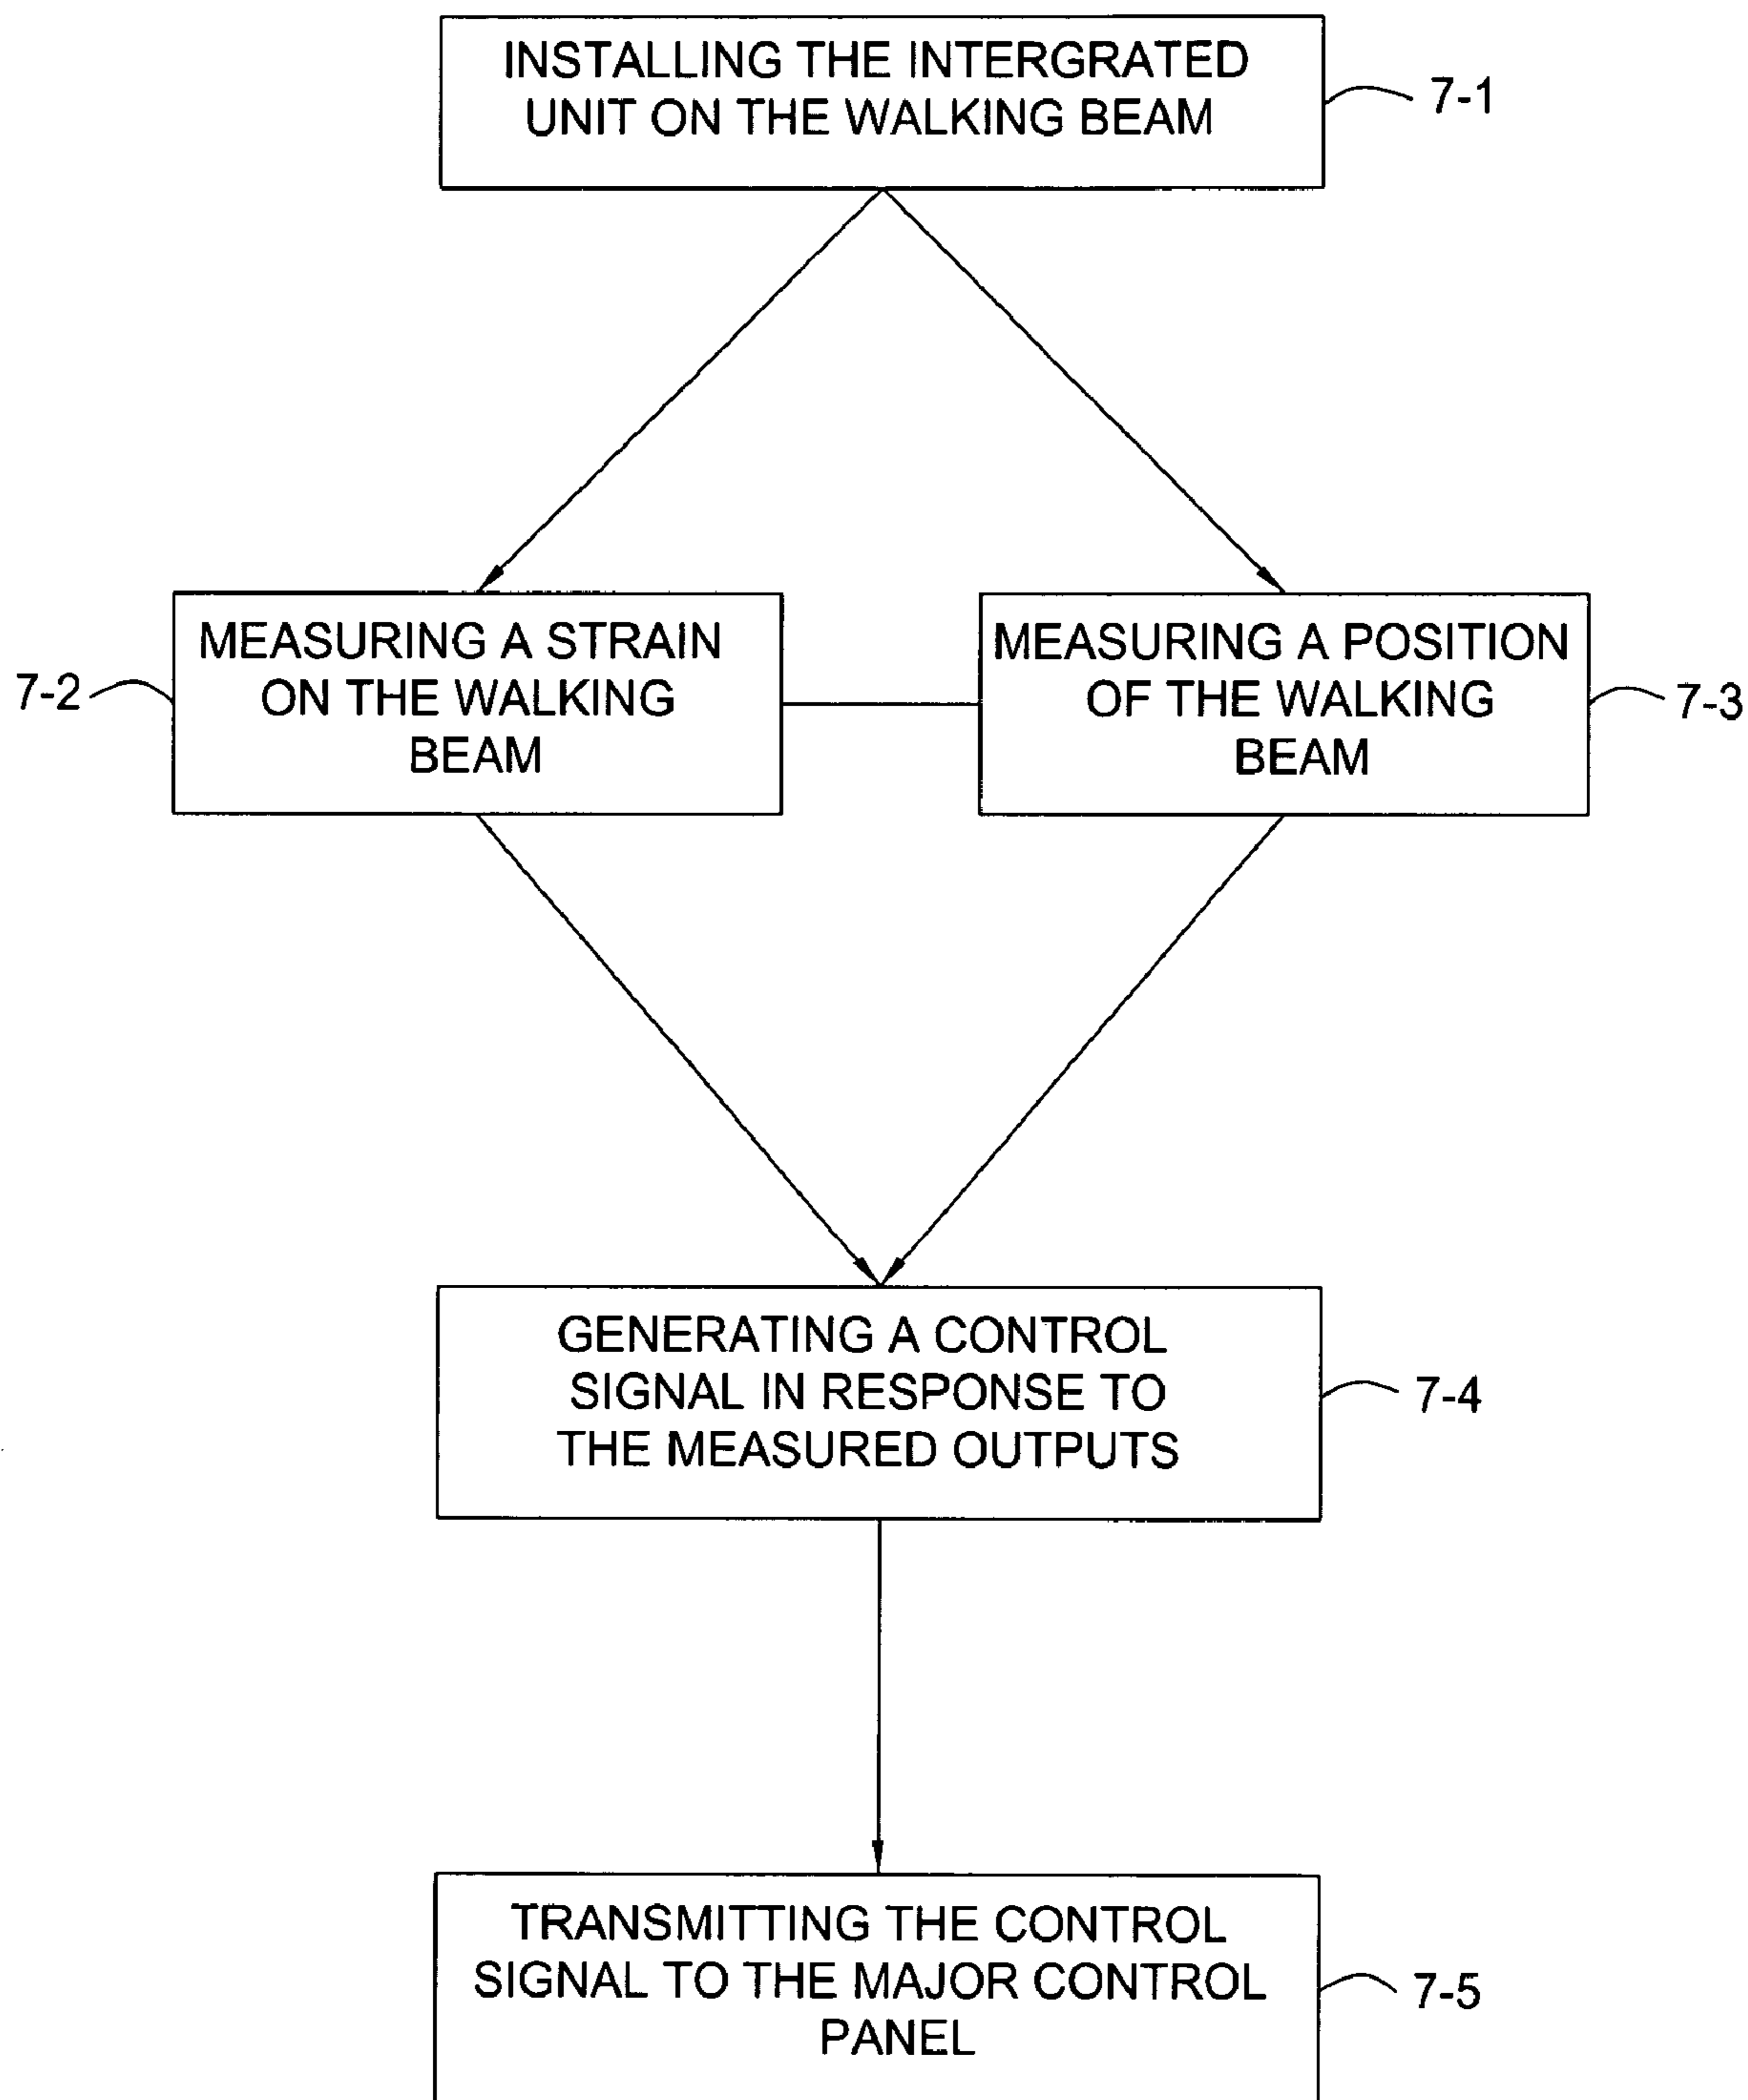 INSTALLING THE INTERGRATED
UNIT ON THE WALKING BEAM
7-1
MEASURING A STRAIN
ON THE WALKING
BEAM
7-2
MEASURING A POSITION
OF THE WALKING
BEAM
7-3
GENERATING A CONTROL
SIGNAL IN RESPONSE TO
THE MEASURED OUTPUTS
7-4
TRANSMITTING THE CONTROL
SIGNAL TO THE MAJOR CONTROL
PANEL
7-5